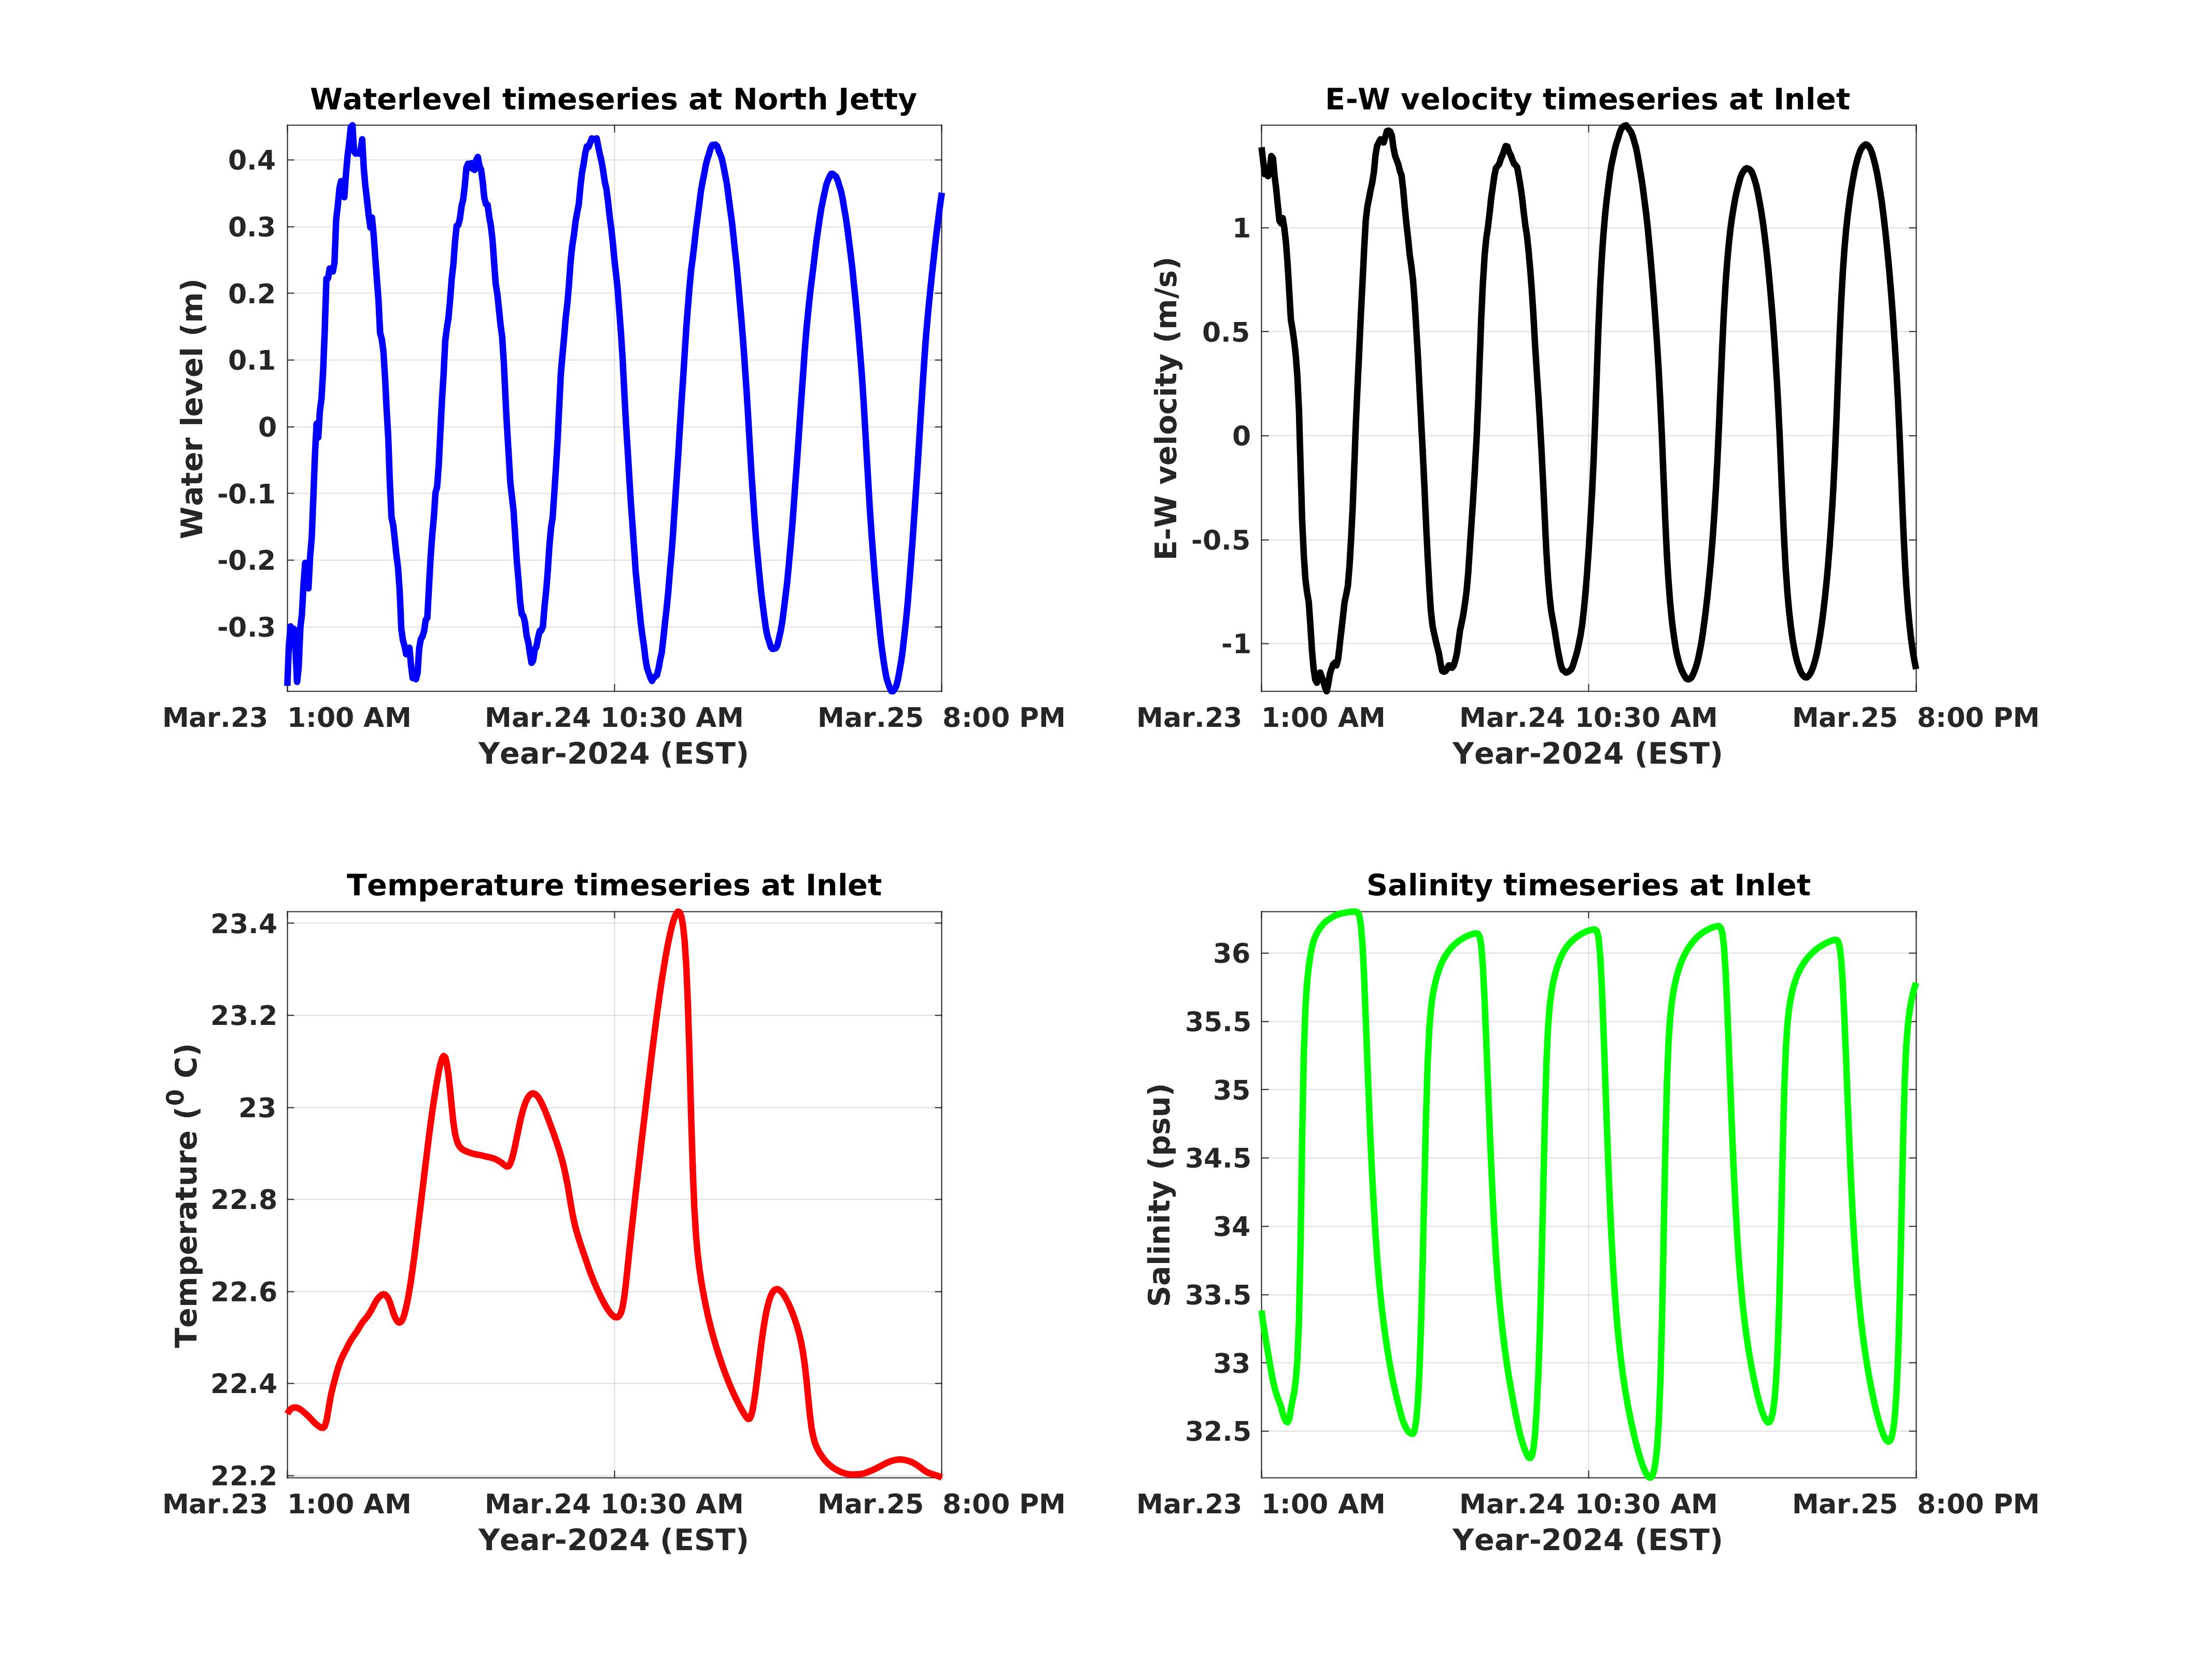 Waterlevel timeseries at North Jetty
0.4
0.3
0.2
0.1
0
-0.1
-0.2
-0.3
Water level (m)
Mar.23 1:00 AM Mar.24 10:30 AM Mar.25 8:00 PM
Year-2024 (EST)
E-W velocity timeseries at Inlet
1
0.5
0
-0.5
-1
E-W velocity (m/s)
Mar.23 1:00 AM Mar.24 10:30 AM Mar.25 8:00 PM
Year-2024 (EST)
Temperature timeseries at Inlet
23.4
23.2
23
22.8
22.6
22.4
22.2
Temperature (⁰ C)
Mar.23 1:00 AM Mar.24 10:30 AM Mar.25 8:00 PM
Year-2024 (EST)
Salinity timeseries at Inlet
36
35.5
35
34.5
34
33.5
33
32.5
Salinity (psu)
Mar.23 1:00 AM Mar.24 10:30 AM Mar.25 8:00 PM
Year-2024 (EST)